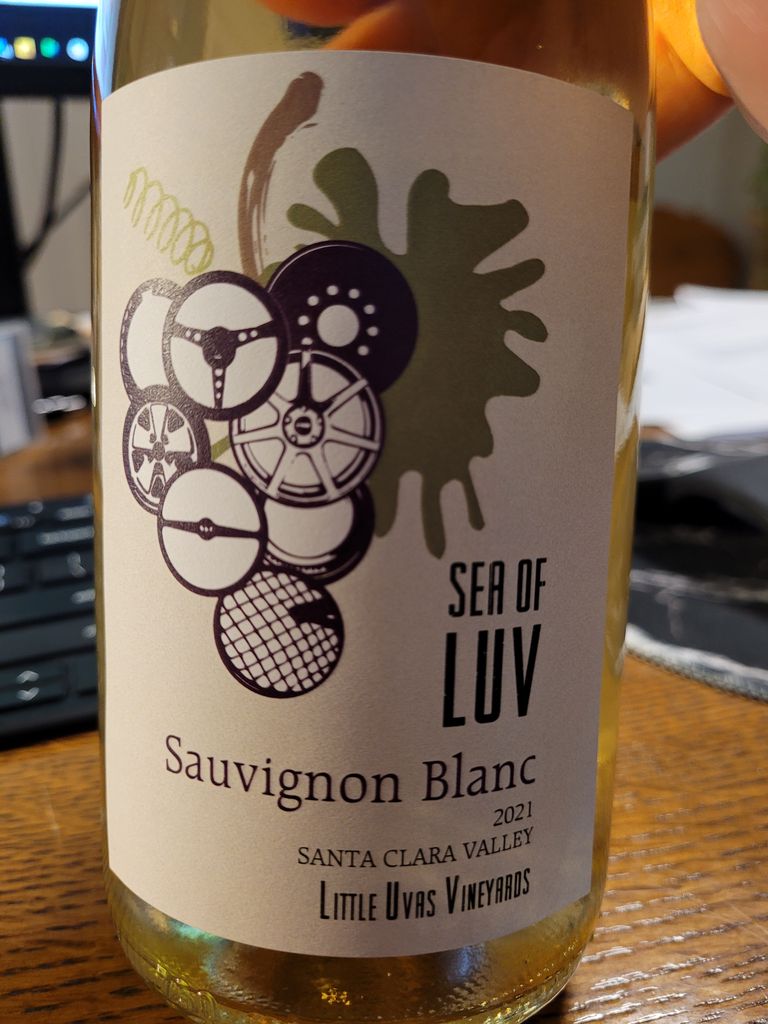 SEA OF
LUV
Sauvignon Blanc
2021
SANTA CLARA VALLEY
LITTLE UVAS VINEYARDS